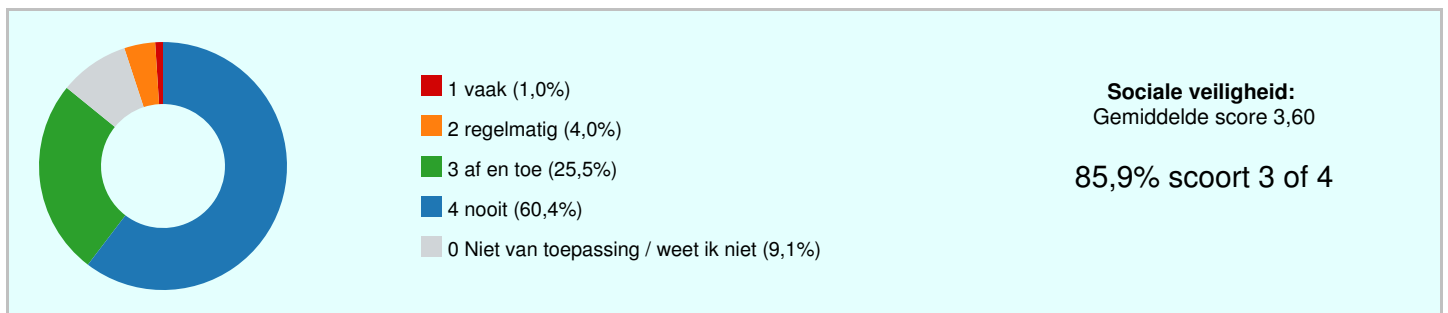 1 vaak (1,0%)
2 regelmatig (4,0%)
3 af en toe (25,5%)
4 nooit (60,4%)
0 Niet van toepassing / weet ik niet (9,1%)
Sociale veiligheid:
Gemiddelde score 3,60
85,9% scoort 3 of 4